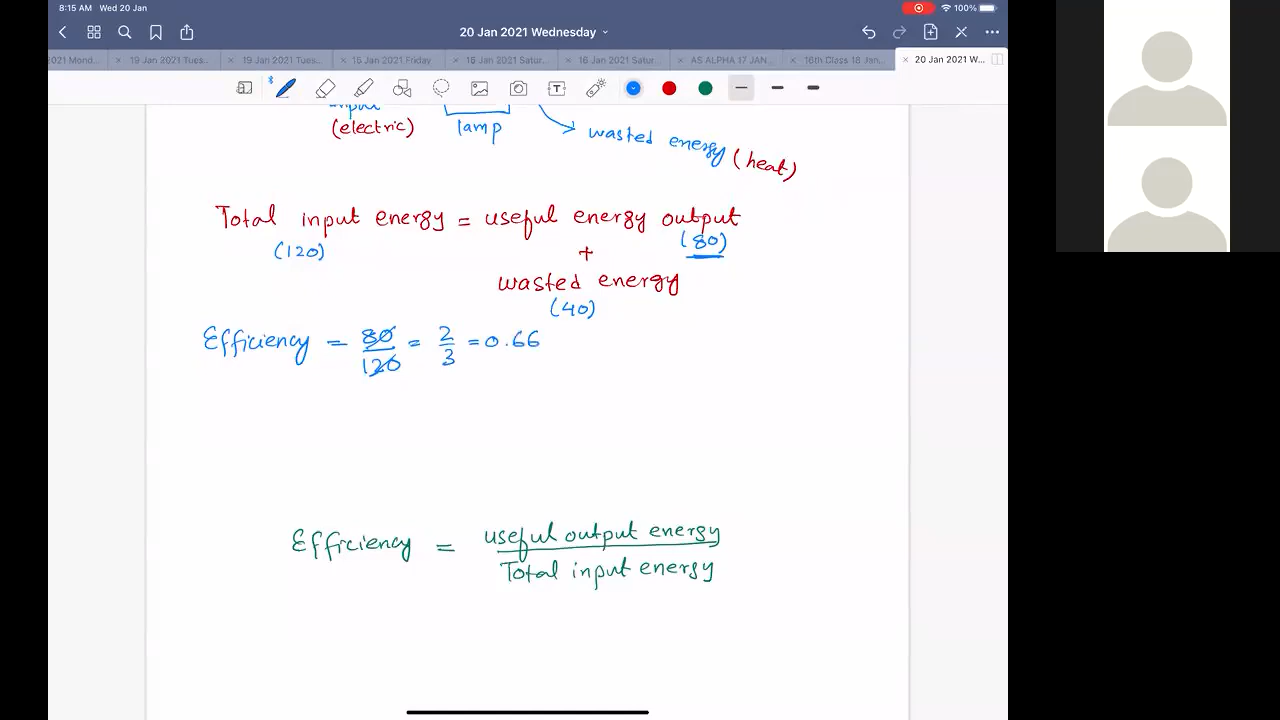 8:15 AM Wed 20 Jan
100%
20 Jan 2021 Wednesday
2021 Mond...
19 Jan 2021 Tues...
19 Jan 2021 Tues...
15 Jan 2021 Friday
16 Jan 2021 Satur...
16 Jan 2021 Satur...
AS ALPHA 17 JAN...
16th Class 18 Jan...
20 Jan 2021 W...
input
(electric)
lamp
wasted energy (heat)
Total input energy = useful energy output
(120)
(80)
+
wasted energy
(40)
Efficiency = 80/120 = 2/3 = 0.66
Efficiency = useful output energy
Total input energy